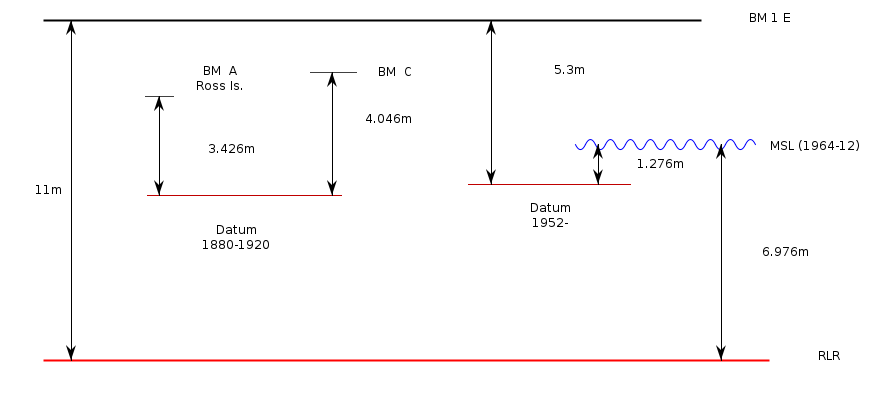 BM 1 E
5.3m
BM A
Ross Is.
BM C
4.046m
3.426m
MSL (1964-12)
1.276m
11m
Datum
1952-
Datum
1880-1920
6.976m
RLR